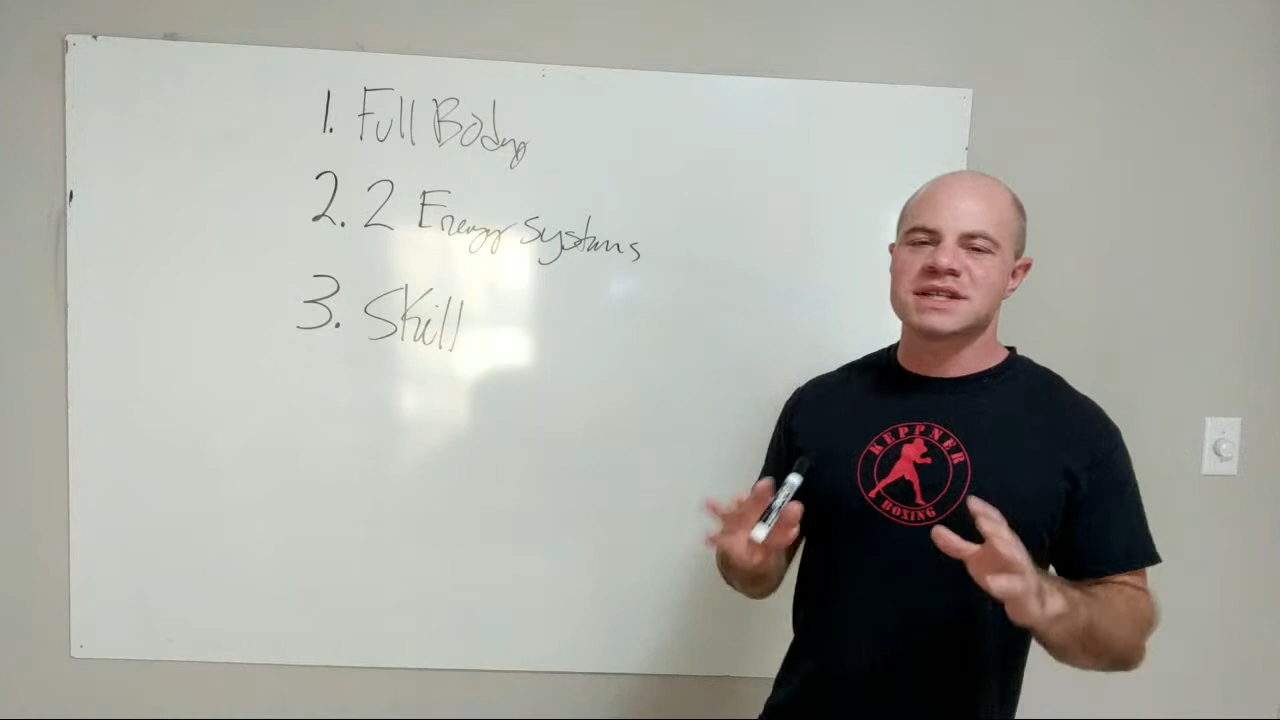 1. Full Body
2. 2 Energy Systems
3. Skill
KEPPNER
BOXING